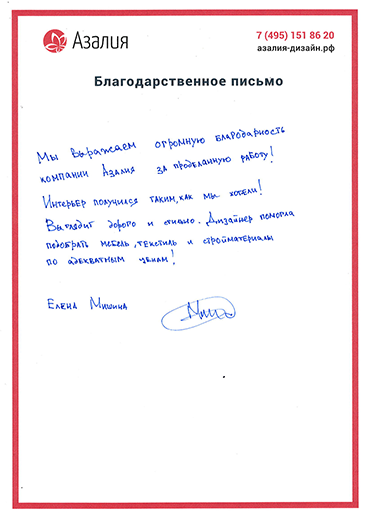 Азалия
7 (495) 151 86 20
азалия-дизайн.рф
Благодарственное письмо
Мы выражаем огромную благодарность
компании Азалия за проделанную работу!
Интерьер получился таким, как мы хотели!
Выглядит дорого и стильно. Дизайнер помогла
подобрать мебель, текстиль и стройматериалы
по адекватным ценам!
Елена Мишина